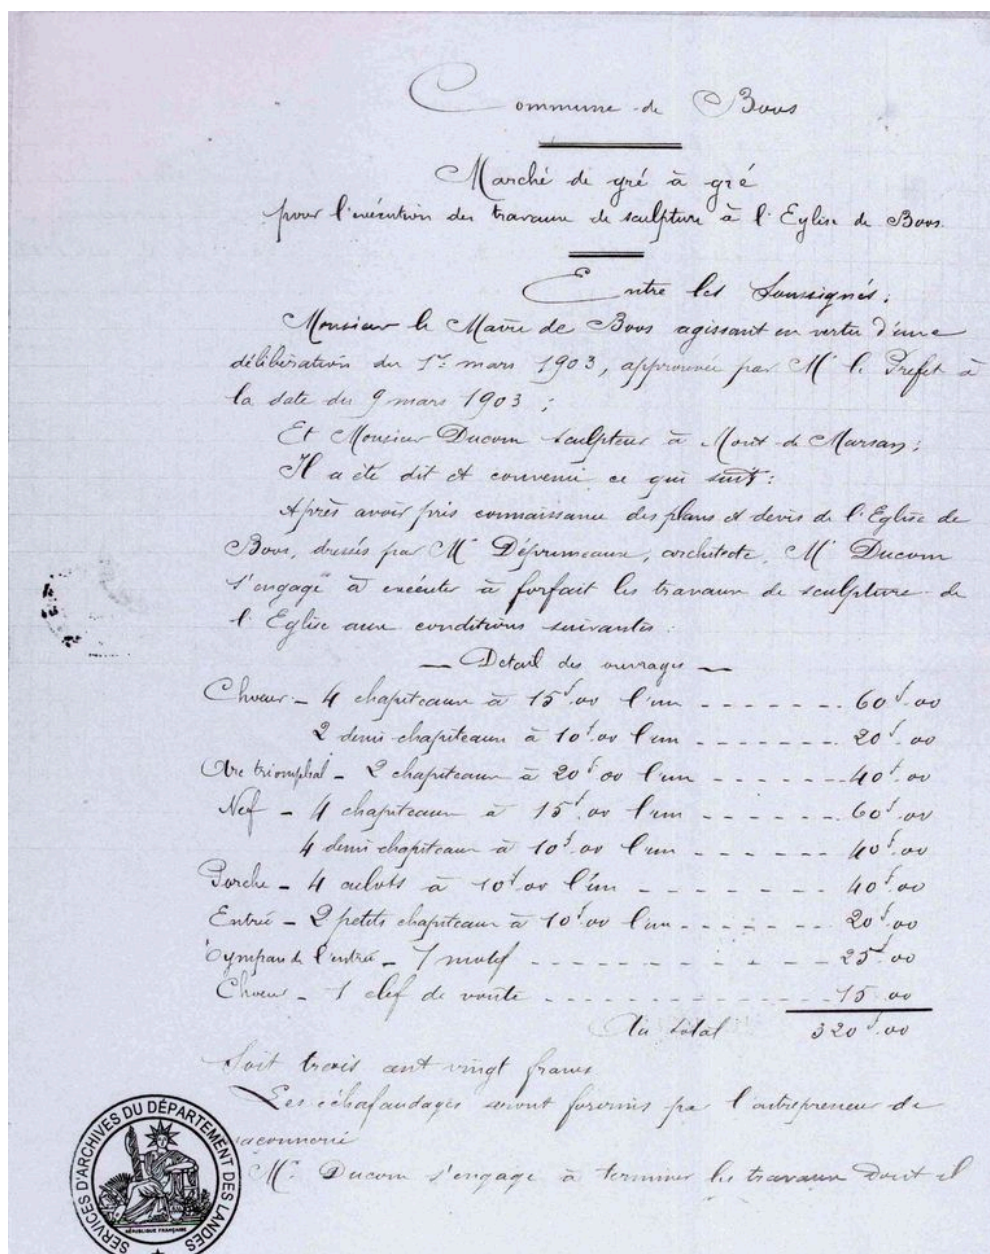 Commune de Boos
Marché de gré à gré
pour l'exécution des travaux de sculpture à l'Eglise de Boos.
Entre les Soussignés :
Monsieur le Maire de Boos agissant en vertu d'une
délibération du 1er mars 1903, approuvée par M. le Préfet à
la date du 9 mars 1903 ;
Et Monsieur Ducom sculpteur à Mont-de-Marsan ;
Il a été dit et convenu ce qui suit :
Après avoir pris connaissance des plans et devis de l'Eglise de
Boos, dressés par Mr Dépruneaux, architecte, Mr Ducom
s'engage à exécuter à forfait les travaux de sculpture de
l'Eglise aux conditions suivantes :
— Détail des ouvrages —
Choeur - 4 chapiteaux à 15f.00 l'un - - - - - - - 60f.00
2 demi-chapiteaux à 10f.00 l'un - - - - - - - 20f.00
Arc triomphal - 2 chapiteaux à 20f.00 l'un - - - - - - - 40f.00
Nef - 4 chapiteaux à 15f.00 l'un - - - - - - - 60f.00
4 demi chapiteaux à 10f.00 l'un - - - - - - - 40f.00
Porche - 4 culots à 10f.00 l'un - - - - - - - 40f.00
Entrée - 2 petits chapiteaux à 10f.00 l'un - - - - - - - 20f.00
Tympan de l'entrée - 1 motif - - - - - - - - - - 25f.00
Choeur - 1 clef de voute - - - - - - - - - - - 15.00
Au total 320f.00
Soit trois cent vingt francs
Les échafaudages seront fournis par l'entrepreneur de
maçonnerie
Mr Ducom s'engage à terminer les travaux dont il
SERVICES D'ARCHIVES DU DÉPARTEMENT DES LANDES
RÉPUBLIQUE FRANÇAISE